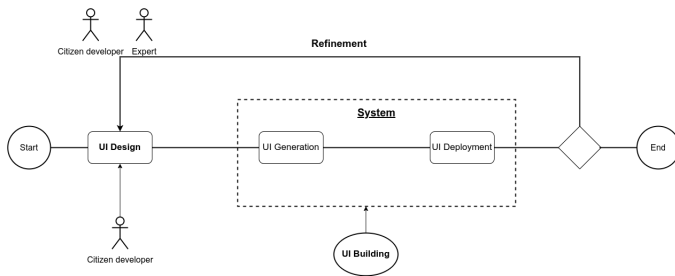 Citizen developer
Expert
Refinement
System
Start
UI Design
UI Generation
UI Deployment
End
Citizen developer
UI Building